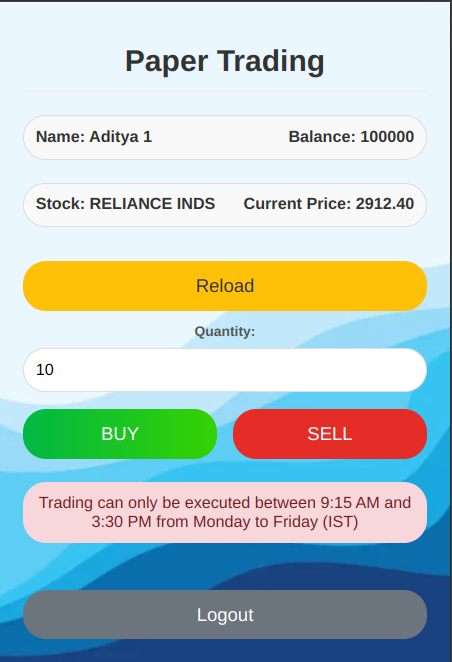 Paper Trading
Name: Aditya 1 Balance: 100000
Stock: RELIANCE INDS Current Price: 2912.40
Reload
Quantity:
10
BUY SELL
Trading can only be executed between 9:15 AM and
3:30 PM from Monday to Friday (IST)
Logout